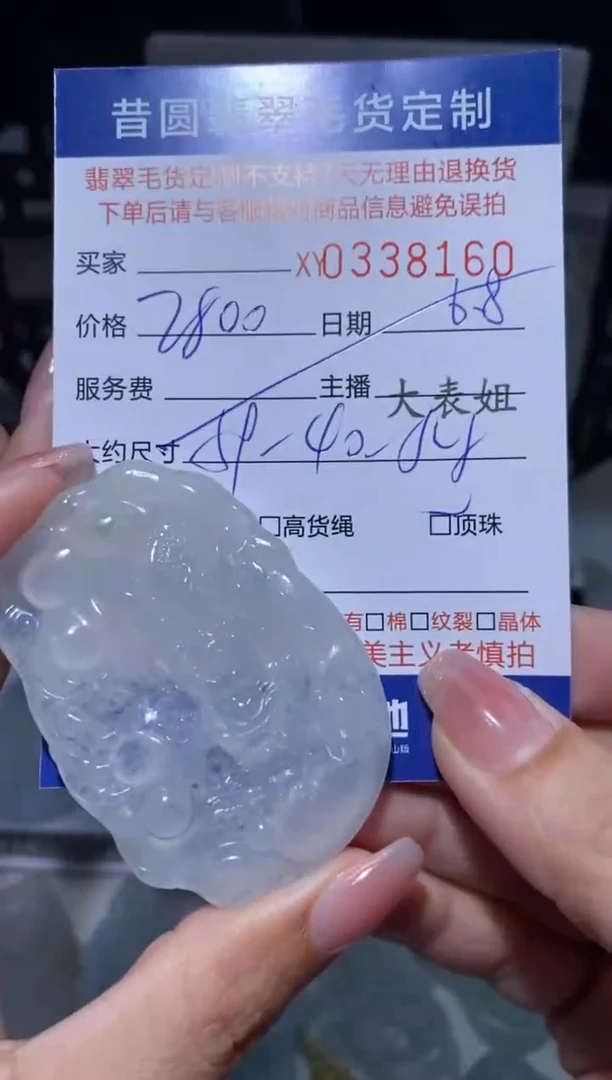 昔圆翡翠毛货定制
翡翠毛货定制不支持7天无理由退换货
下单后请与客服核对商品信息避免误拍
买家 XY0338160
价格 2800 日期 6.8
服务费 主播 大表姐
大约尺寸
□高货绳 □顶珠
有□棉□纹裂□晶体
美主义者慎拍